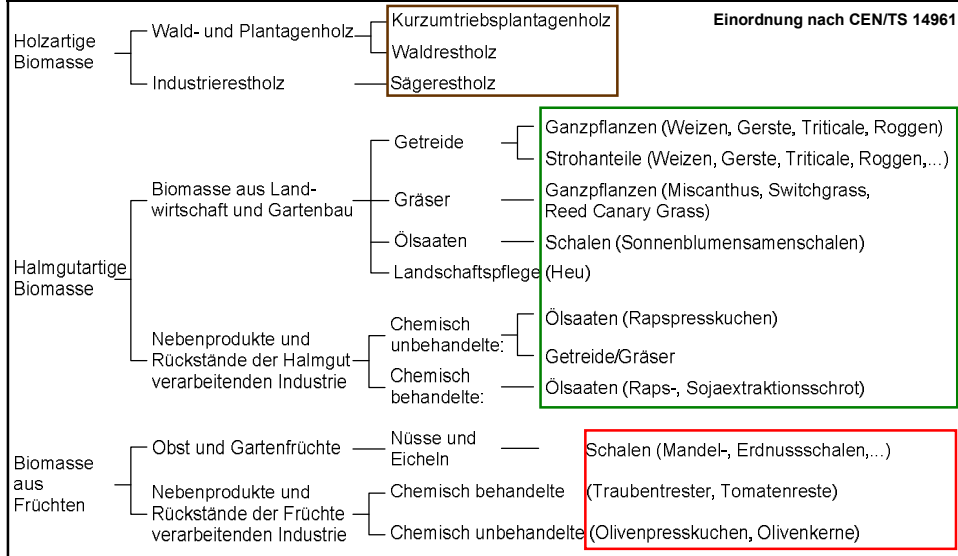 Einordnung nach CEN/TS 14961
Holzartige
Biomasse
Wald- und Plantagenholz
Kurzumtriebsplantagenholz
Waldrestholz
Industrierestholz
Sägerestholz
Halmgutartige
Biomasse
Biomasse aus Land-
wirtschaft und Gartenbau
Getreide
Ganzpflanzen (Weizen, Gerste, Triticale, Roggen)
Strohanteile (Weizen, Gerste, Triticale, Roggen,...)
Gräser
Ganzpflanzen (Miscanthus, Switchgrass,
Reed Canary Grass)
Ölsaaten
Schalen (Sonnenblumensamenschalen)
Landschaftspflege (Heu)
Nebenprodukte und
Rückstände der Halmgut
verarbeitenden Industrie
Chemisch
unbehandelte:
Ölsaaten (Rapspresskuchen)
Getreide/Gräser
Chemisch
behandelte:
Ölsaaten (Raps-, Sojaextraktionsschrot)
Biomasse
aus
Früchten
Obst und Gartenfrüchte
Nüsse und
Eicheln
Schalen (Mandel-, Erdnussschalen,...)
Nebenprodukte und
Rückstände der Früchte
verarbeitenden Industrie
Chemisch behandelte
(Traubentrester, Tomatenreste)
Chemisch unbehandelte (Olivenpresskuchen, Olivenkerne)